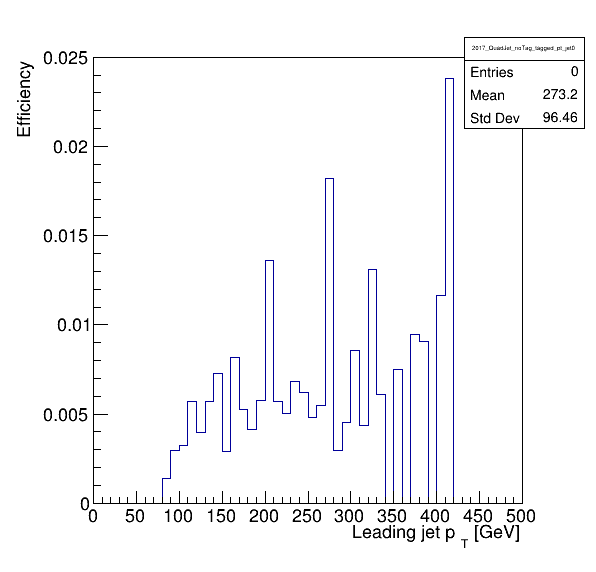 2017_QuadJet_noTag_tagged_pt_jet0
Entries 0
Mean 273.2
Std Dev 96.46
Efficiency
0.025
0.02
0.015
0.01
0.005
0
0 50 100 150 200 250 300 350 400 450 500
Leading jet p T [GeV]